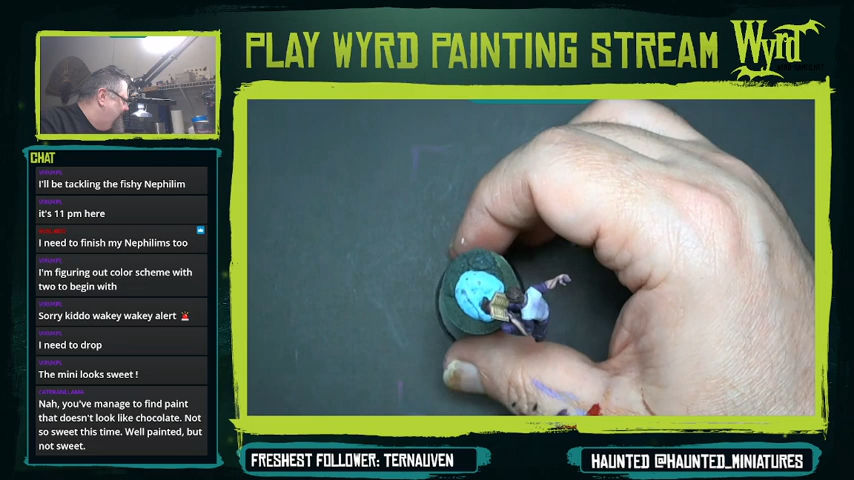 PLAY WYRD PAINTING STREAM
Wyrd
CHAT
I'll be tackling the fishy Nephilim
it's 11 pm here
I need to finish my Nephilims too
I'm figuring out color scheme with
two to begin with
Sorry kiddo wakey wakey alert
I need to drop
The mini looks sweet !
Nah, you've manage to find paint
that doesn't look like chocolate. Not
so sweet this time. Well painted, but
not sweet.
FRESHEST FOLLOWER: TERNAUVEN
HAUNTED @HAUNTED_MINIATURES